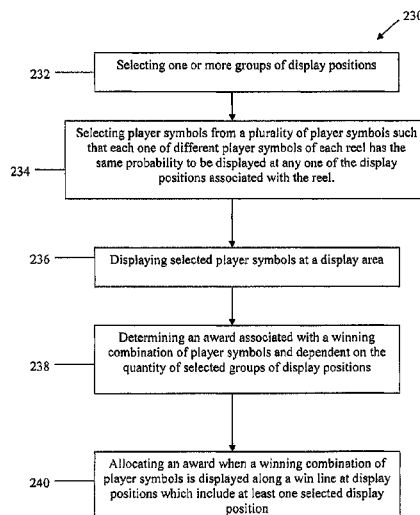 230
232
Selecting one or more groups of display positions
Selecting player symbols from a plurality of player symbols such
that each one of different player symbols of each reel has the
same probability to be displayed at any one of the display
positions associated with the reel.
234
236
Displaying selected player symbols at a display area
Determining an award associated with a winning
combination of player symbols and dependent on the
quantity of selected groups of display positions
238
Allocating an award when a winning combination of
player symbols is displayed along a win line at display
positions which include at least one selected display
position
240